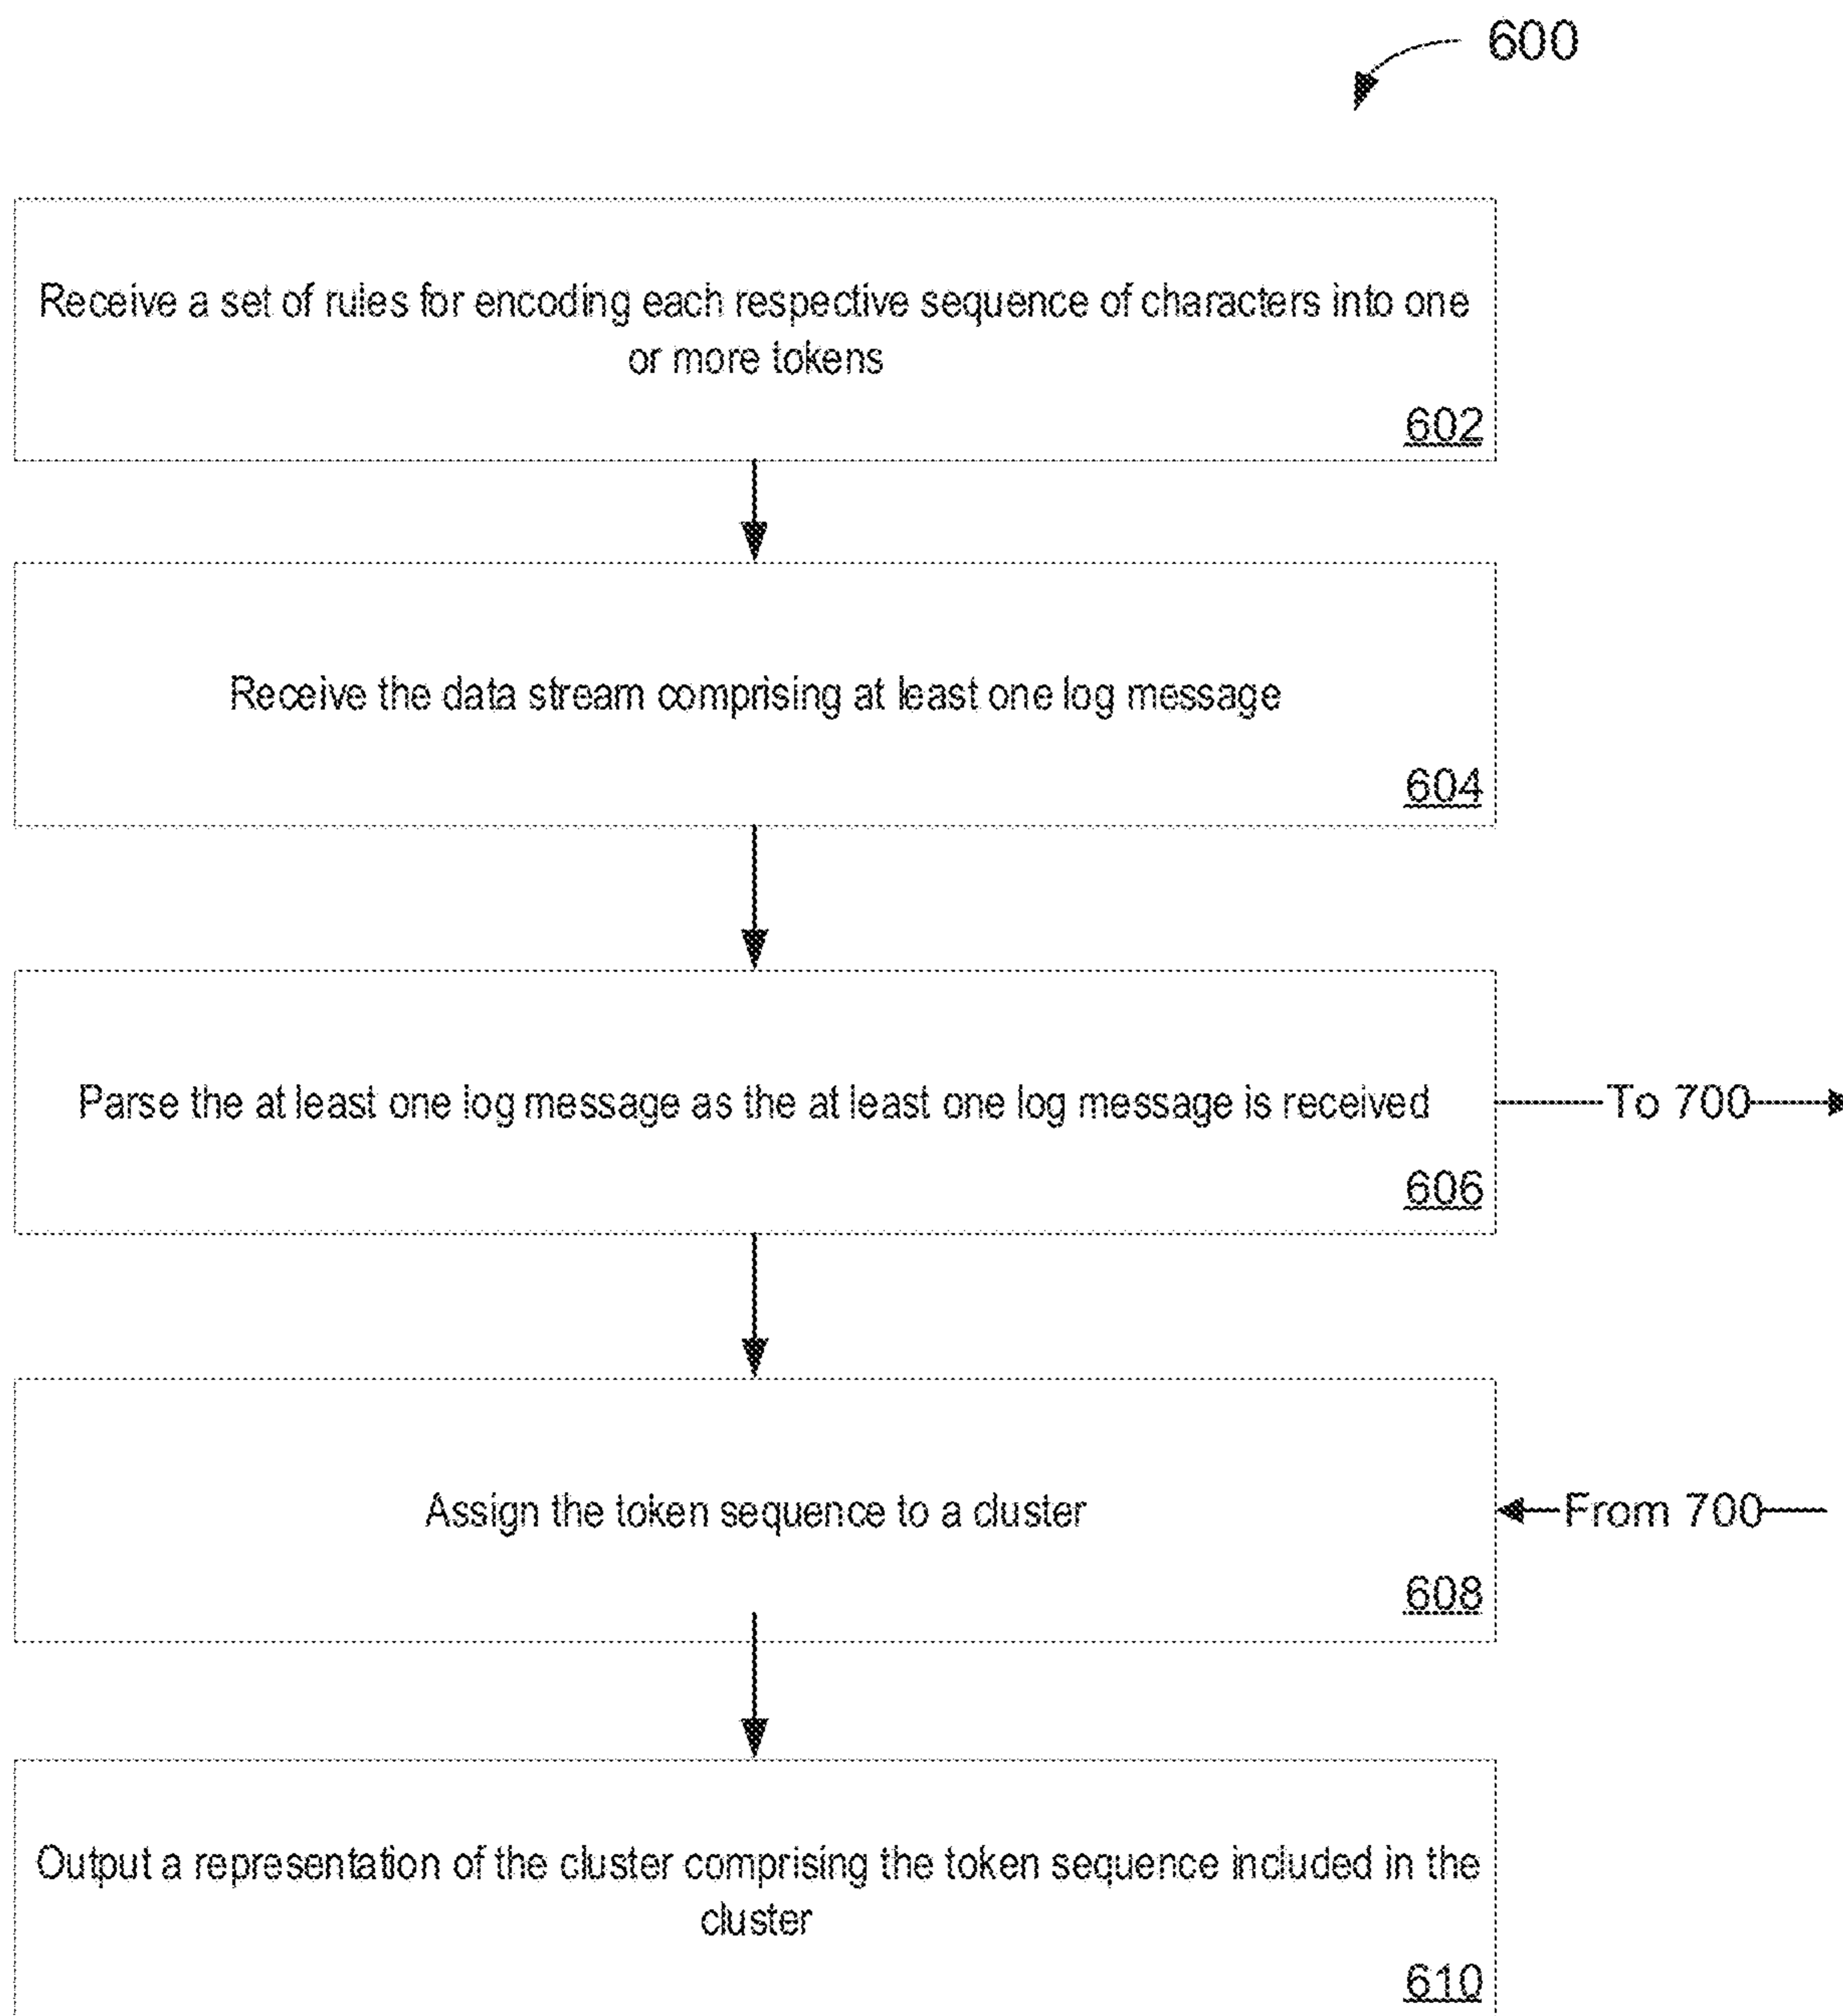 600
Receive a set of rules for encoding each respective sequence of characters into one
or more tokens
602
Receive the data stream comprising at least one log message
604
Parse the at least one log message as the at least one log message is received
To 700
606
Assign the token sequence to a cluster
From 700
608
Output a representation of the cluster comprising the token sequence included in the
cluster
610